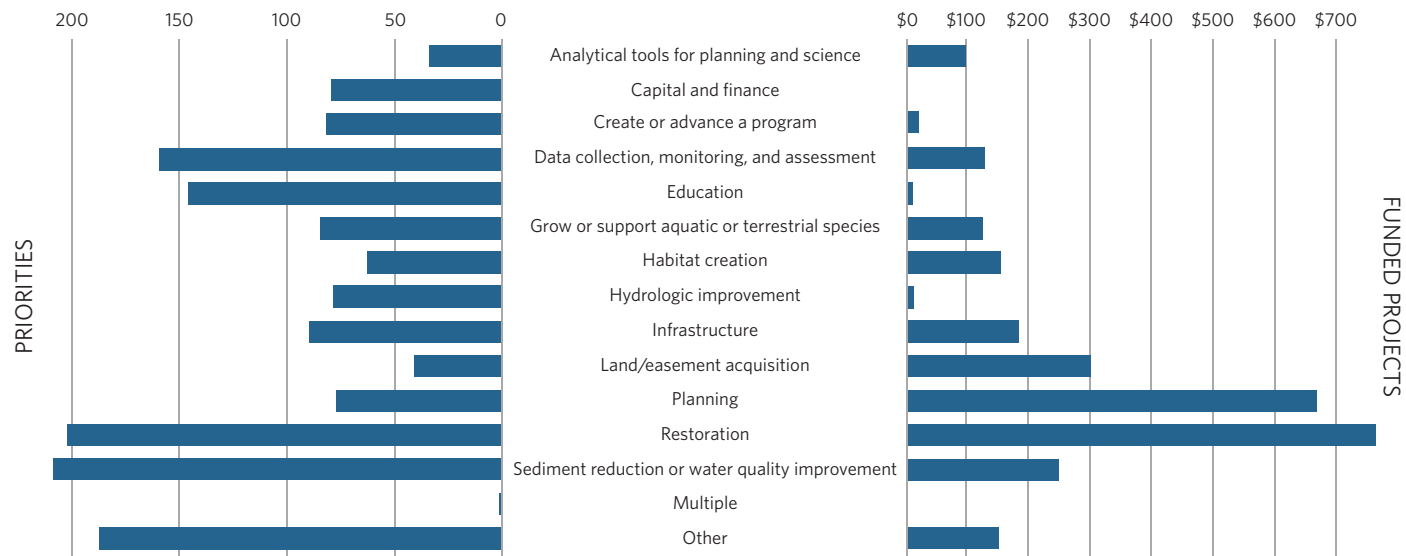 200 150 100 50 0 $0 $100 $200 $300 $400 $500 $600 $700
Analytical tools for planning and science
Capital and finance
Create or advance a program
Data collection, monitoring, and assessment
Education
Grow or support aquatic or terrestrial species
Habitat creation
Hydrologic improvement
Infrastructure
Land/easement acquisition
Planning
Restoration
Sediment reduction or water quality improvement
Multiple
Other
PRIORITIES
FUNDED PROJECTS